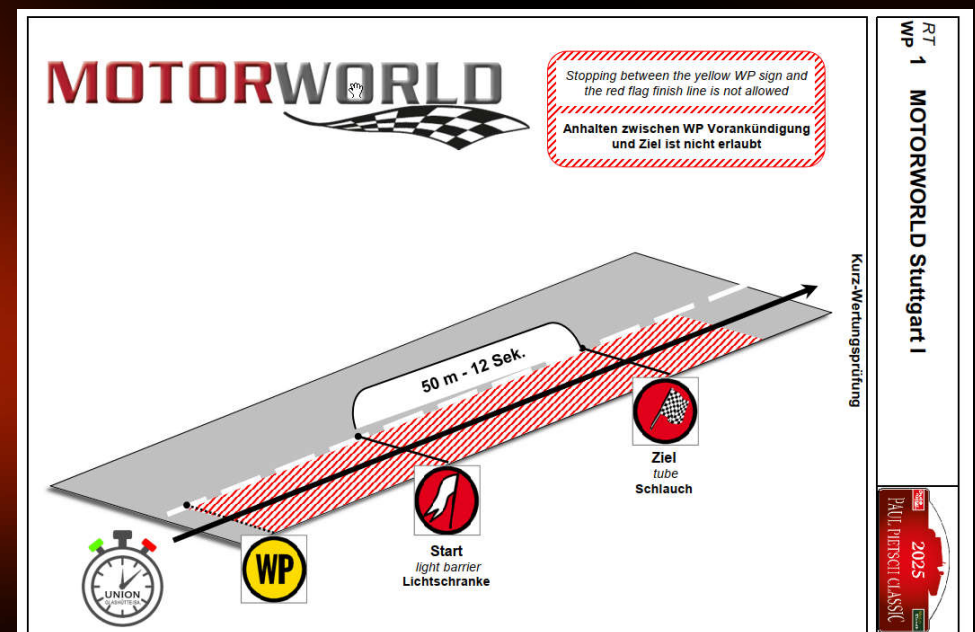 MOTORWORLD
Stopping between the yellow WP sign and
the red flag finish line is not allowed
Anhalten zwischen WP Vorankündigung
und Ziel ist nicht erlaubt
50 m - 12 Sek.
Ziel
tube
Schlauch
Start
light barrier
Lichtschranke
WP
UNION
GLASHÜTTE/SA.
Kurz-Wertungsprüfung
RT
WP 1 MOTORWORLD Stuttgart I
2025
PAUL PIETSCH CLASSIC